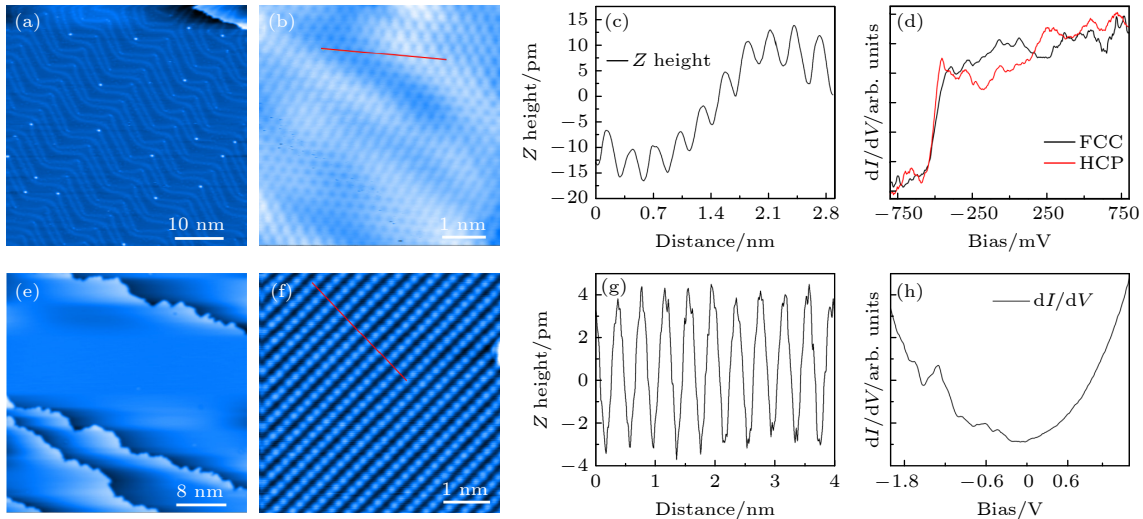 (a)
10 nm
(b)
1 nm
(c)
Z height
Z height/pm
15
10
5
0
−5
−10
−15
−20
0
0.7
1.4
2.1
2.8
Distance/nm
(d)
dI/dV/arb. units
FCC
HCP
−750
−250
250
750
Bias/mV
(e)
8 nm
(f)
1 nm
(g)
Z height/pm
4
2
0
−2
−4
0
1
2
3
4
Distance/nm
(h)
dI/dV
dI/dV/arb. units
−1.8
−0.6
0.6
Bias/V